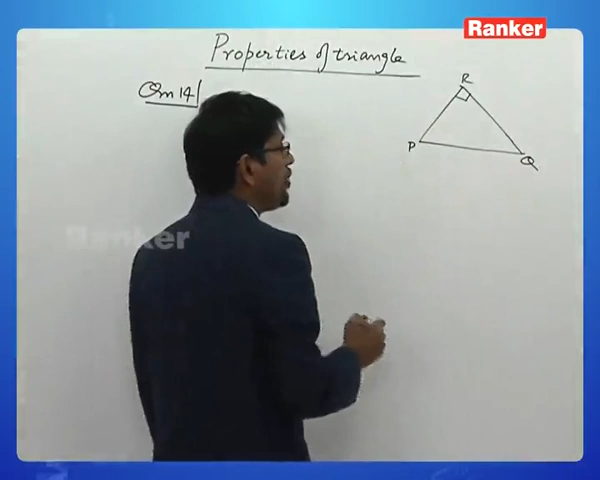 Ranker
Properties of triangle
Qn 14
R
P
Q
Ranker